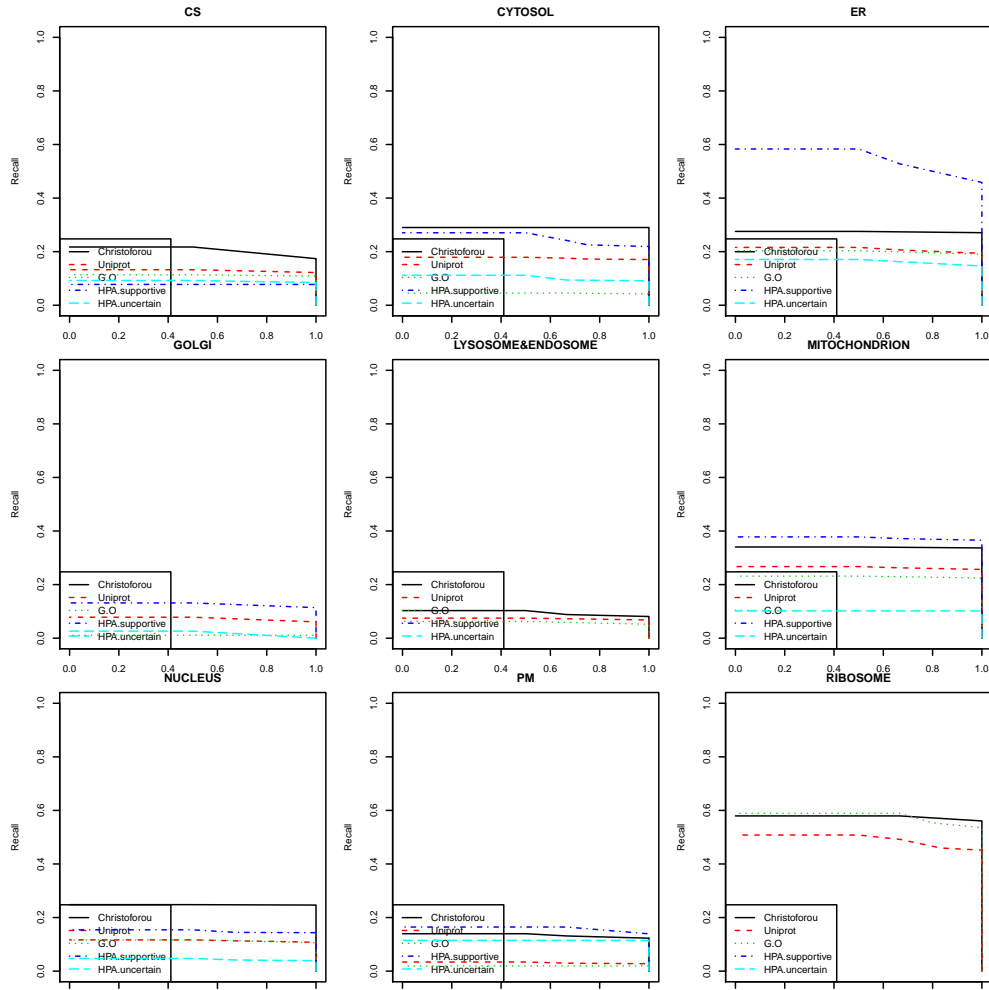 CS
CYTOSOL
ER
Recall
1.0
0.8
0.6
0.4
0.2
0.0
Christoforou
Uniprot
G.O
HPA.supportive
HPA.uncertain
0.0 0.2 0.4 0.6 0.8 1.0
Recall
1.0
0.8
0.6
0.4
0.2
0.0
Christoforou
Uniprot
G.O
HPA.supportive
HPA.uncertain
0.0 0.2 0.4 0.6 0.8 1.0
Recall
1.0
0.8
0.6
0.4
0.2
0.0
Christoforou
Uniprot
G.O
HPA.supportive
HPA.uncertain
0.0 0.2 0.4 0.6 0.8 1.0
GOLGI
LYSOSOME&ENDOSOME
MITOCHONDRION
Recall
1.0
0.8
0.6
0.4
0.2
0.0
Christoforou
Uniprot
G.O
HPA.supportive
HPA.uncertain
0.0 0.2 0.4 0.6 0.8 1.0
Recall
1.0
0.8
0.6
0.4
0.2
0.0
Christoforou
Uniprot
G.O
HPA.supportive
HPA.uncertain
0.0 0.2 0.4 0.6 0.8 1.0
Recall
1.0
0.8
0.6
0.4
0.2
0.0
Christoforou
Uniprot
G.O
HPA.supportive
HPA.uncertain
0.0 0.2 0.4 0.6 0.8 1.0
NUCLEUS
PM
RIBOSOME
Recall
1.0
0.8
0.6
0.4
0.2
0.0
Christoforou
Uniprot
G.O
HPA.supportive
HPA.uncertain
Recall
1.0
0.8
0.6
0.4
0.2
0.0
Christoforou
Uniprot
G.O
HPA.supportive
HPA.uncertain
Recall
1.0
0.8
0.6
0.4
0.2
0.0
Christoforou
Uniprot
G.O
HPA.supportive
HPA.uncertain